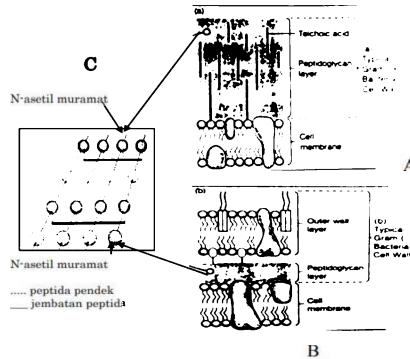 (a)
Teichoic acid
C
Peptidoglycan
layer
N-asetil muramat
Cell
membrane
A
(b)
Outer wall
layer
(b)
Typica
Gram (
Bacteria
Cell Wall
N-asetil muramat
Peptidoglycan
layer
..... peptida pendek
___ jembatan peptida
Cell
membrane
B